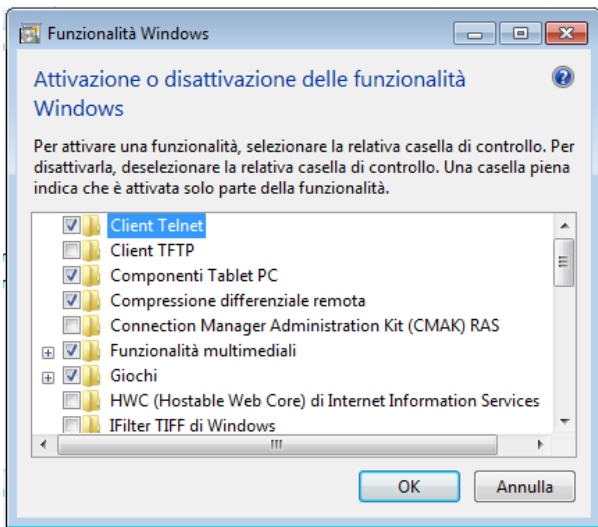 Funzionalità Windows
Attivazione o disattivazione delle funzionalità
Windows
Per attivare una funzionalità, selezionare la relativa casella di controllo. Per
disattivarla, deselezionare la relativa casella di controllo. Una casella piena
indica che è attivata solo parte della funzionalità.
Client Telnet
Client TFTP
Componenti Tablet PC
Compressione differenziale remota
Connection Manager Administration Kit (CMAK) RAS
Funzionalità multimediali
Giochi
HWC (Hostable Web Core) di Internet Information Services
IFilter TIFF di Windows
OK
Annulla